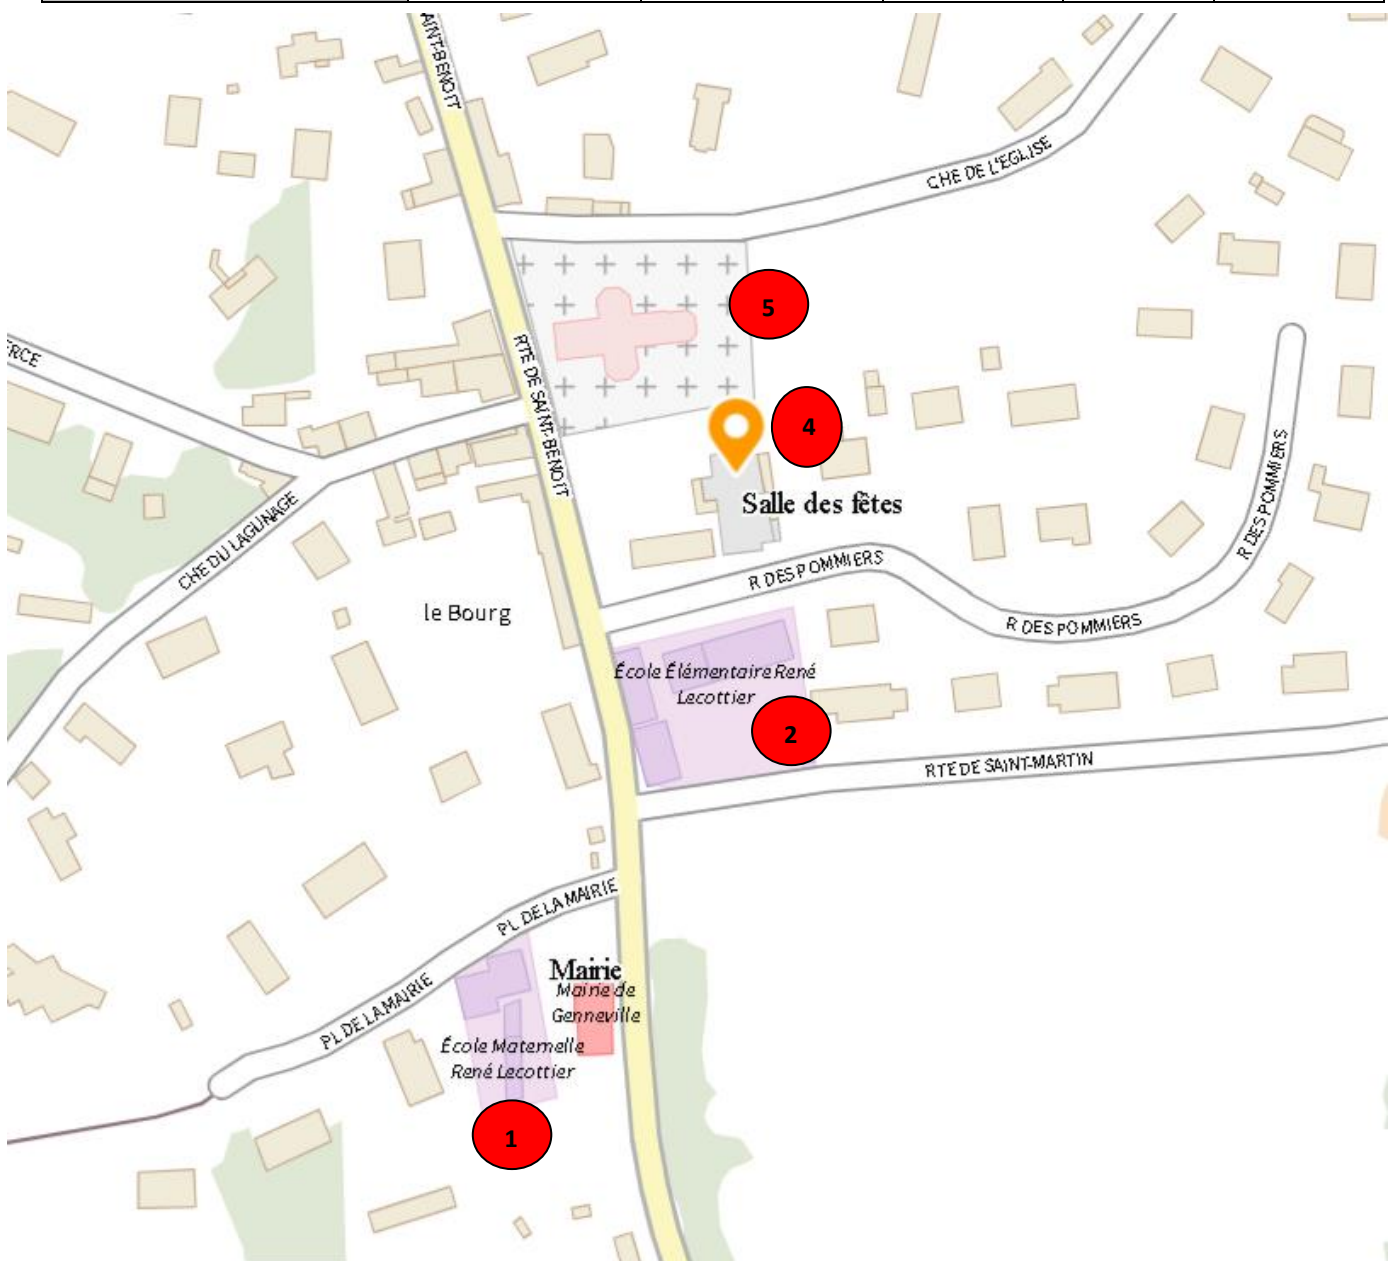 AINT-BENOIT
CHE DE L'EGLISE
5
RCE
RTE DE SAINT-BENOIT
4
R DES POMMIERS
Salle des fêtes
CHE DU LAGUNAGE
R DES POMMIERS
le Bourg
R DES POMMIERS
École Élémentaire René
Lecottier
2
RTE DE SAINT-MARTIN
PL DE LA MAIRIE
Mairie
Mairie de
Genneville
PL DE LA MAIRIE
École Maternelle
René Lecottier
1